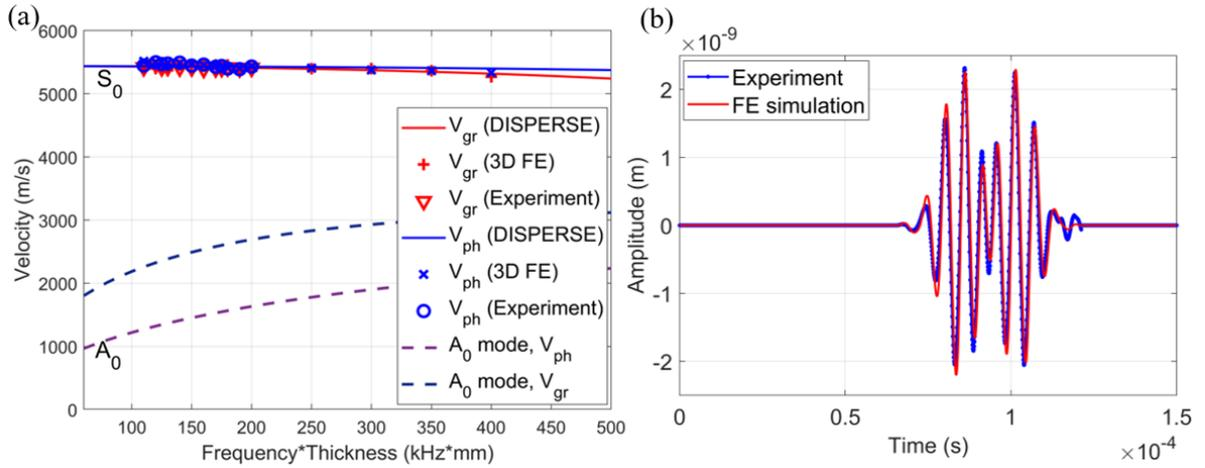 (a)
6000
5000
4000
3000
2000
1000
0
Velocity (m/s)
S0
A0
Vgr (DISPERSE)
Vgr (3D FE)
Vgr (Experiment)
Vph (DISPERSE)
Vph (3D FE)
Vph (Experiment)
A0 mode, Vph
A0 mode, Vgr
100 150 200 250 300 350 400 450 500
Frequency*Thickness (kHz*mm)
(b)
×10-9
2
1
0
-1
-2
Amplitude (m)
Experiment
FE simulation
0 0.5 1 1.5
Time (s)
×10-4